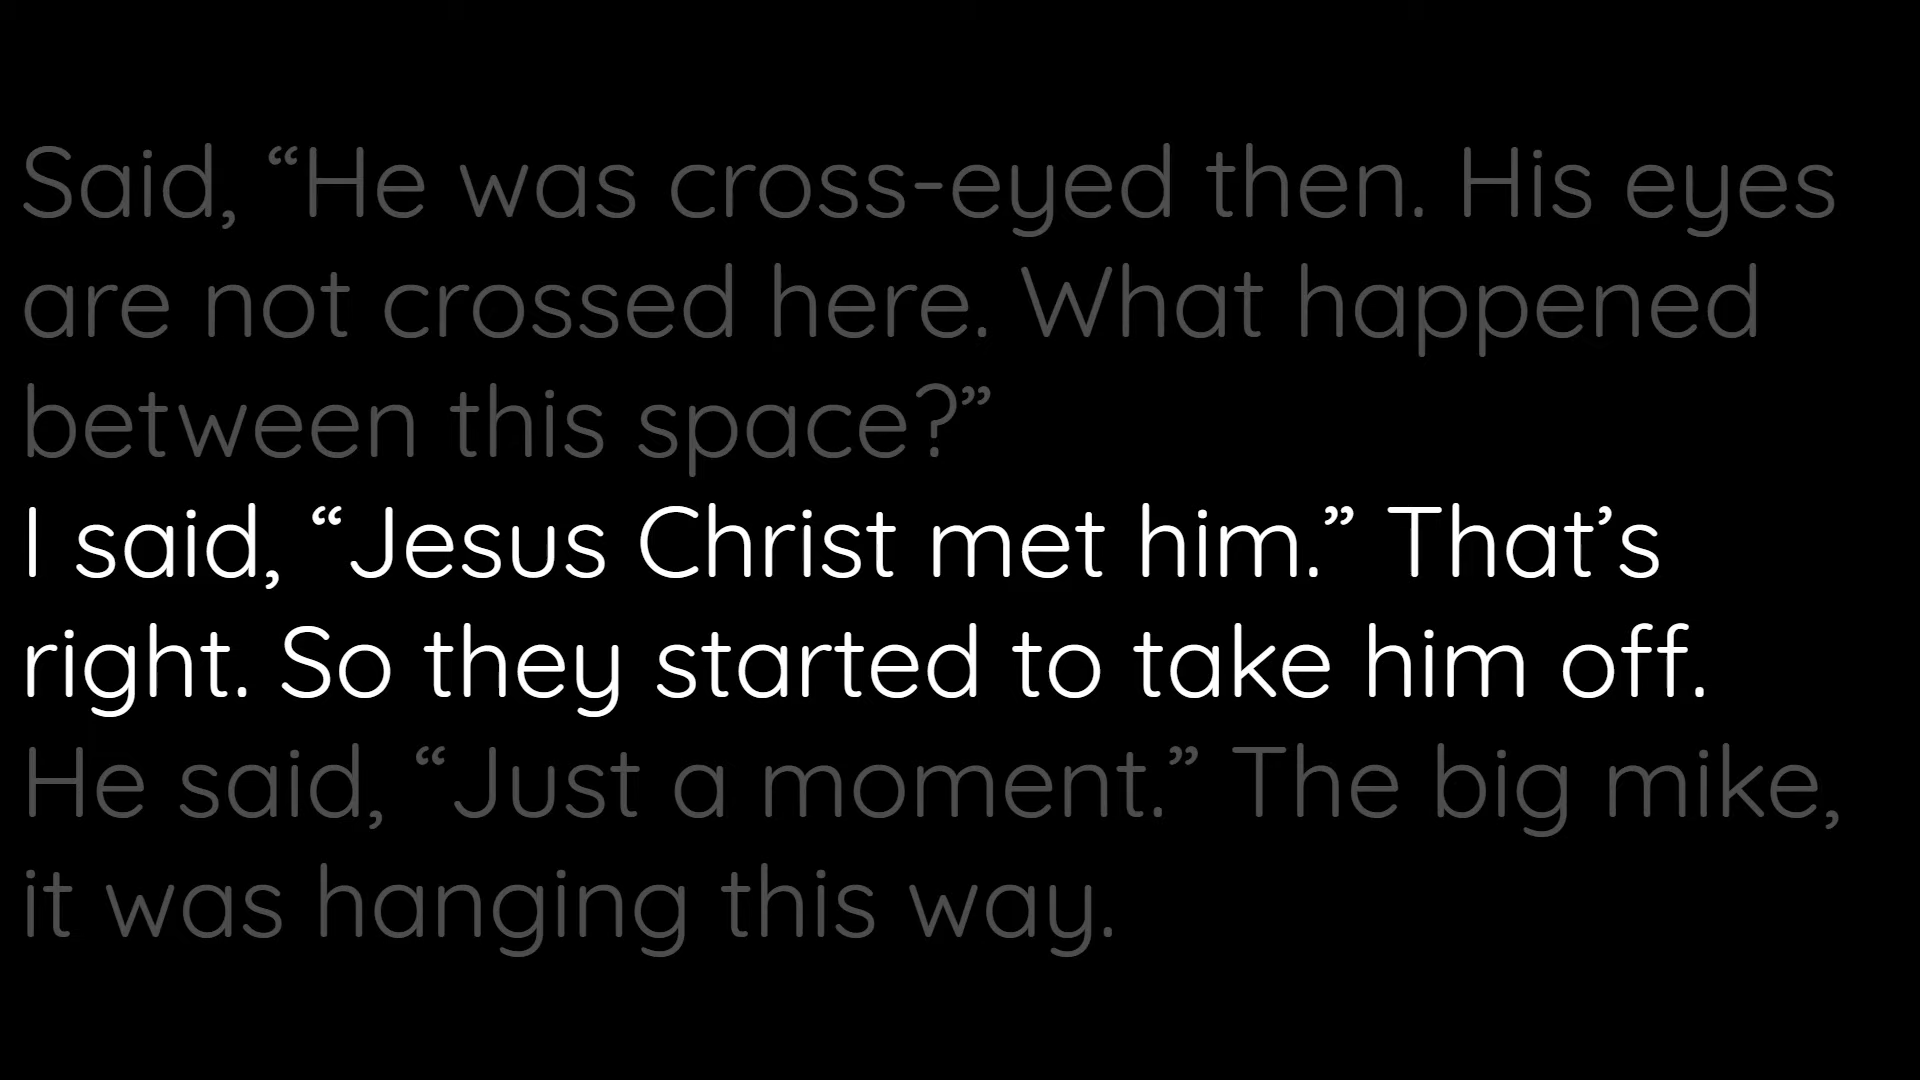 Said, “He was cross-eyed then. His eyes
are not crossed here. What happened
between this space?”
I said, “Jesus Christ met him.” That’s
right. So they started to take him off.
He said, “Just a moment.” The big mike,
it was hanging this way.